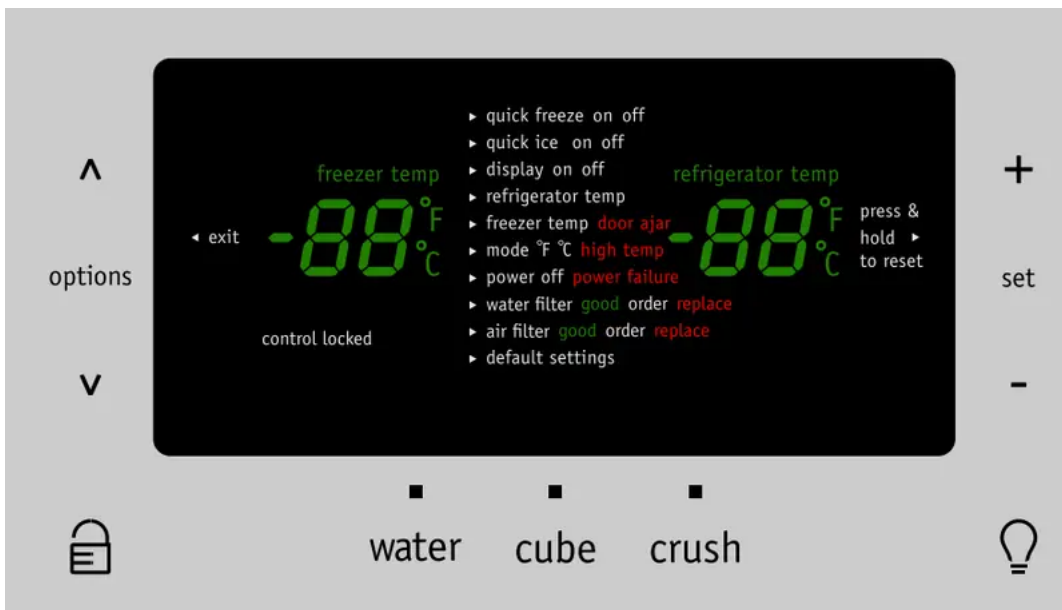 quick freeze on off
quick ice on off
display on off
refrigerator temp
freezer temp door ajar
mode °F °C high temp
power off power failure
water filter good order replace
air filter good order replace
default settings
freezer temp
-88 °F °C
exit
control locked
refrigerator temp
-88 °F °C
press &
hold
to reset
^
options
v
+
set
-
water cube crush